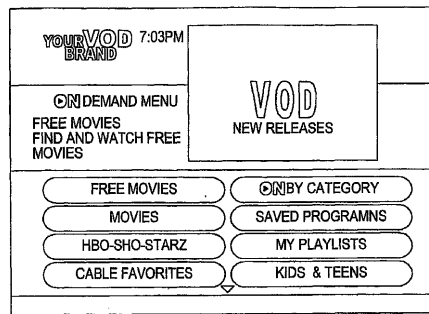 YOUR VOD
BRAND
7:03PM
VOD
NEW RELEASES
ON DEMAND MENU
FREE MOVIES
FIND AND WATCH FREE
MOVIES
FREE MOVIES
ON BY CATEGORY
MOVIES
SAVED PROGRAMNS
HBO-SHO-STARZ
MY PLAYLISTS
CABLE FAVORITES
KIDS & TEENS